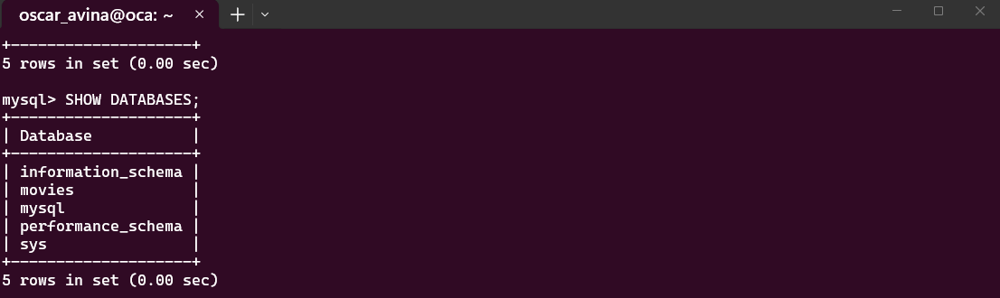 oscar_avina@oca: ~
+--------------------+
5 rows in set (0.00 sec)
mysql> SHOW DATABASES;
+--------------------+
| Database           |
+--------------------+
| information_schema |
| movies             |
| mysql              |
| performance_schema |
| sys                |
+--------------------+
5 rows in set (0.00 sec)